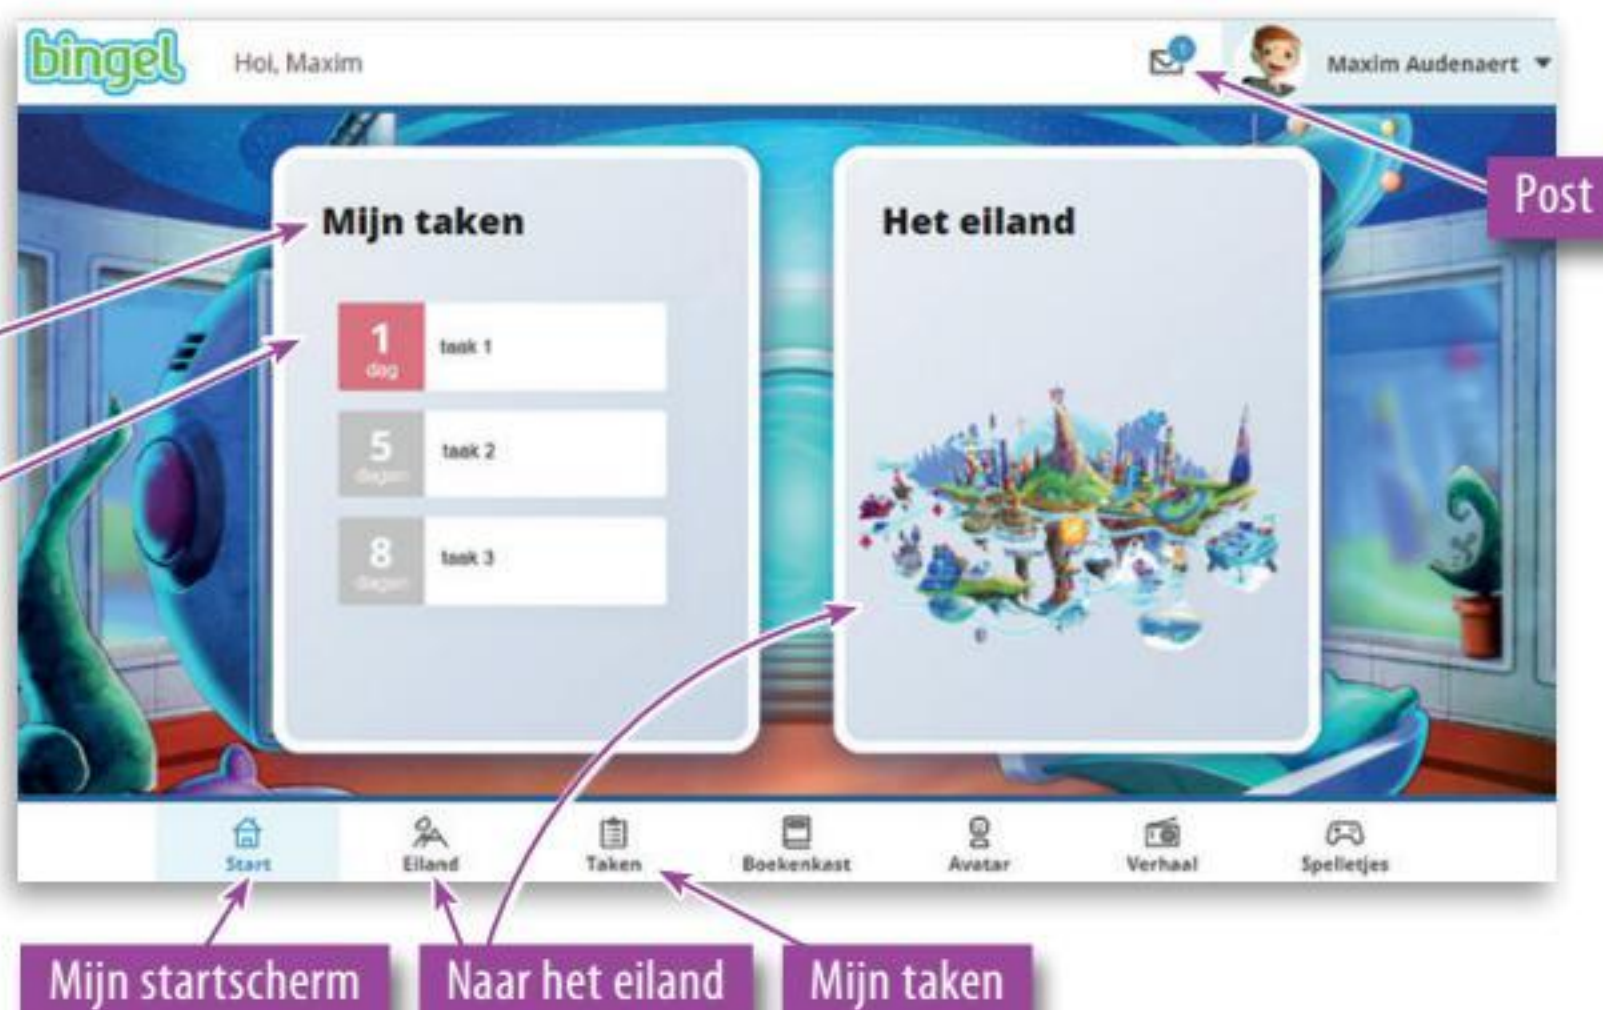 bingel
Hoi, Maxim
1
Maxim Audenaert
Post
Mijn taken
Het eiland
1
dag
taak 1
5
dagen
taak 2
8
dagen
taak 3
Start
Eiland
Taken
Boekenkast
Avatar
Verhaal
Spelletjes
Mijn startscherm
Naar het eiland
Mijn taken